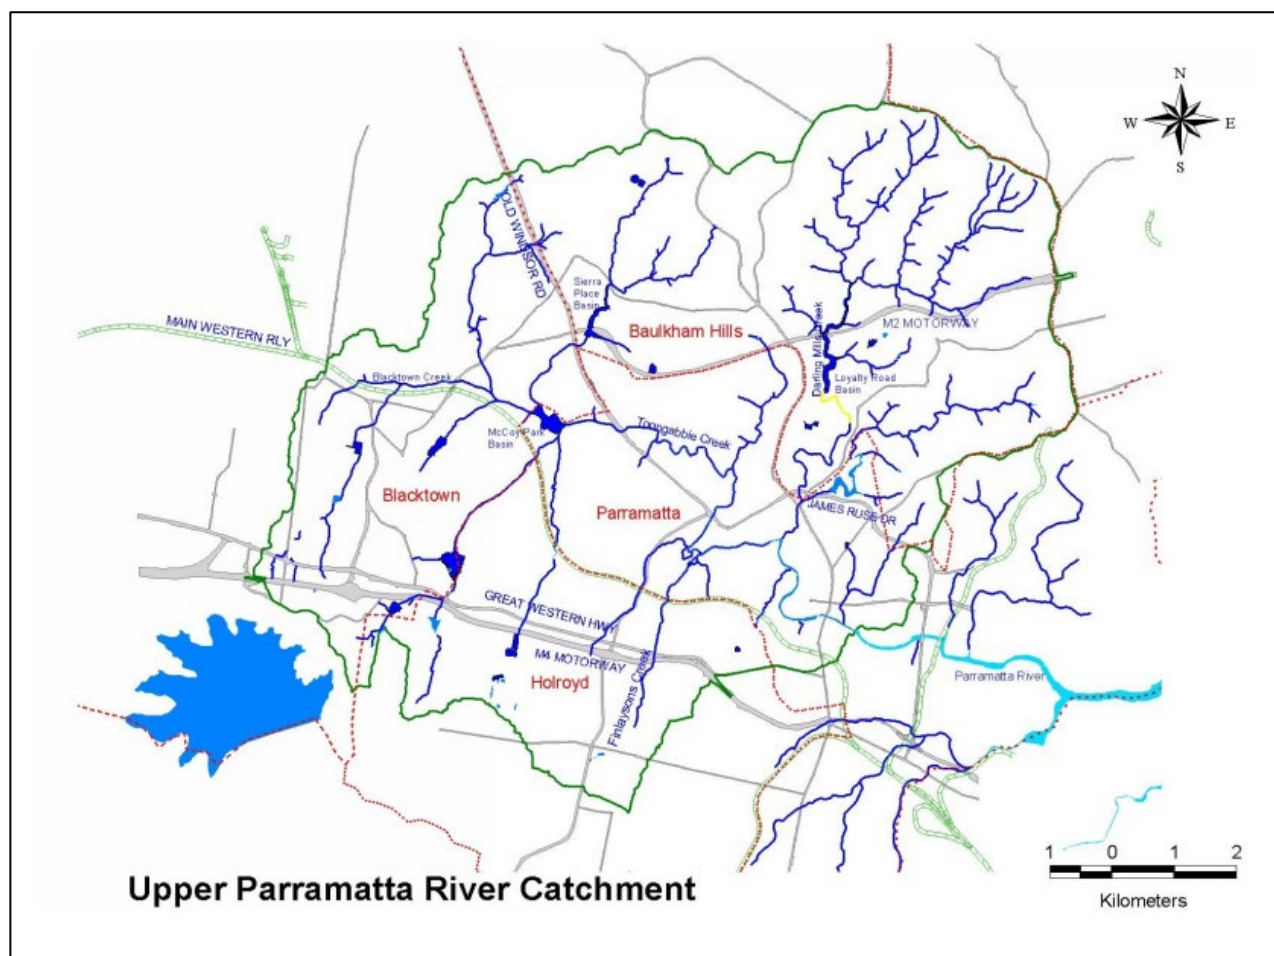 N
W
E
S
OLD WINDSOR RD
Sierra
Place
Basin
MAIN WESTERN RLY
Baulkham Hills
M2 MOTORWAY
Darling Mills Creek
Blacktown Creek
Loyalty Road
Basin
McCoy Park
Basin
Toongabbie Creek
Blacktown
Parramatta
JAMES RUSE DR
GREAT WESTERN HWY
M4 MOTORWAY
Holroyd
Finlaysons Creek
Parramatta River
1 0 1 2
Kilometers
Upper Parramatta River Catchment